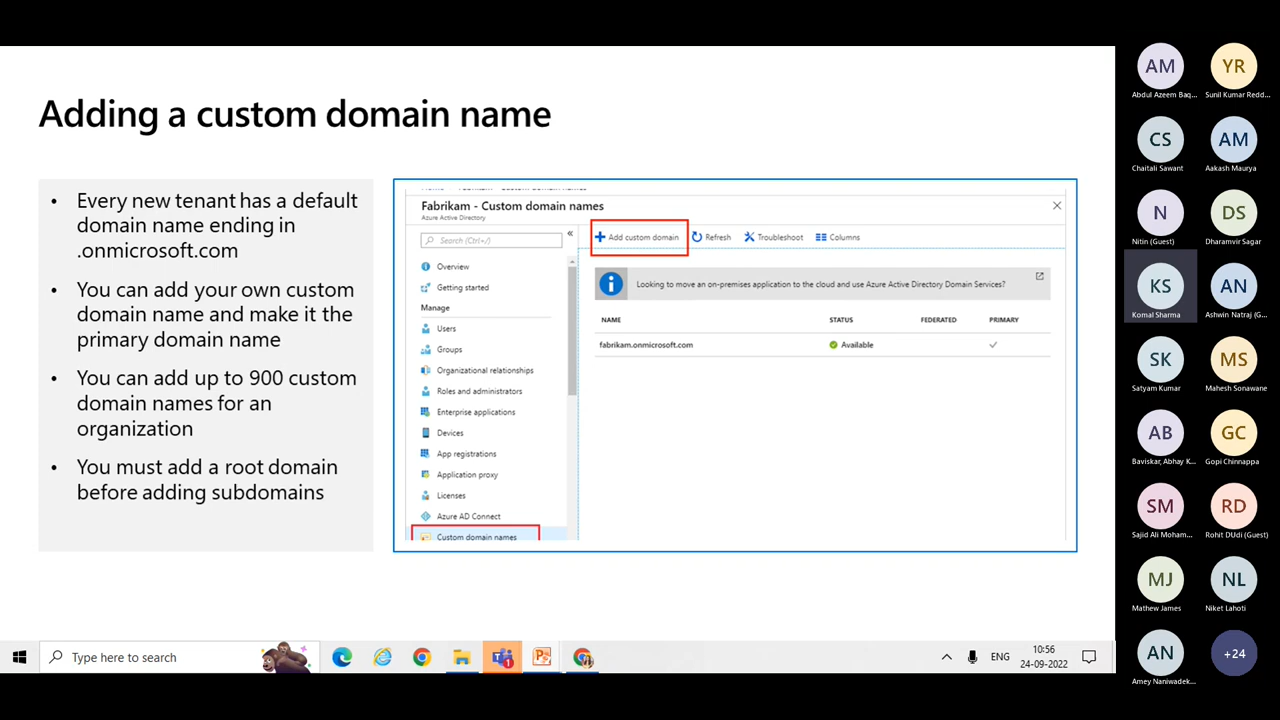 Adding a custom domain name
• Every new tenant has a default
domain name ending in
.onmicrosoft.com
• You can add your own custom
domain name and make it the
primary domain name
• You can add up to 900 custom
domain names for an
organization
• You must add a root domain
before adding subdomains
Fabrikam - Custom domain names
Azure Active Directory
Search (Ctrl+/)
Overview
Getting started
Manage
Users
Groups
Organizational relationships
Roles and administrators
Enterprise applications
Devices
App registrations
Application proxy
Licenses
Azure AD Connect
Custom domain names
Add custom domain Refresh Troubleshoot Columns
Looking to move an on-premises application to the cloud and use Azure Active Directory Domain Services?
NAME STATUS FEDERATED PRIMARY
fabrikam.onmicrosoft.com Available
AM YR
Abdul Azeem Baq... Sunil Kumar Redd...
CS AM
Chaitali Sawant Aakash Maurya
N DS
Nitin (Guest) Dharamvir Sagar
KS AN
Komal Sharma Ashwin Natraj (G...
SK MS
Satyam Kumar Mahesh Sonawane
AB GC
Baviskar, Abhay K... Gopi Chinnappa
SM RD
Sajid Ali Moham... Rohit DUdi (Guest)
MJ NL
Mathew James Niket Lahoti
AN +24
Amey Naniwadek...
Type here to search
1
ENG
10:56
24-09-2022